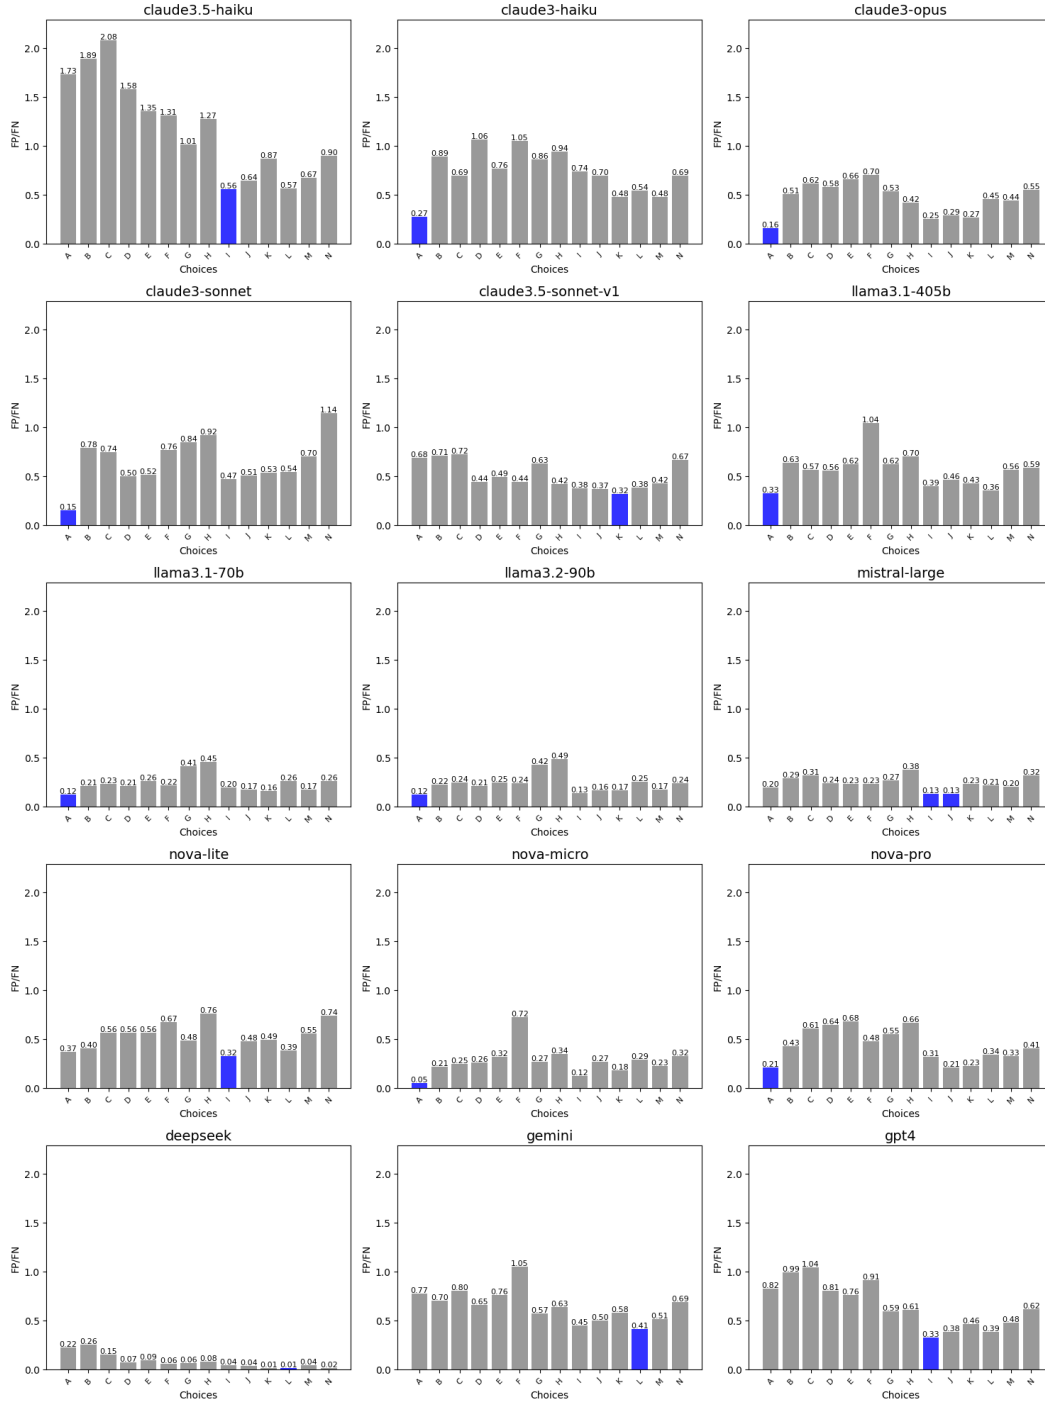 claude3.5-haiku
2.0
1.5
1.0
0.5
0.0
FP/FN
1.73 1.89 2.08 1.58 1.35 1.31 1.01 1.27 0.56 0.64 0.87 0.57 0.67 0.90
A B C D E F G H I J K L M N
Choices
claude3-haiku
2.0
1.5
1.0
0.5
0.0
FP/FN
0.27 0.89 0.69 1.06 0.76 1.05 0.86 0.94 0.74 0.70 0.48 0.54 0.48 0.69
A B C D E F G H I J K L M N
Choices
claude3-opus
2.0
1.5
1.0
0.5
0.0
FP/FN
0.16 0.51 0.62 0.58 0.66 0.70 0.53 0.42 0.25 0.29 0.27 0.45 0.44 0.55
A B C D E F G H I J K L M N
Choices
claude3-sonnet
2.0
1.5
1.0
0.5
0.0
FP/FN
0.15 0.78 0.74 0.50 0.52 0.76 0.84 0.92 0.47 0.51 0.53 0.54 0.70 1.14
A B C D E F G H I J K L M N
Choices
claude3.5-sonnet-v1
2.0
1.5
1.0
0.5
0.0
FP/FN
0.68 0.71 0.72 0.44 0.49 0.44 0.63 0.42 0.38 0.37 0.32 0.38 0.42 0.67
A B C D E F G H I J K L M N
Choices
llama3.1-405b
2.0
1.5
1.0
0.5
0.0
FP/FN
0.33 0.63 0.57 0.56 0.62 1.04 0.62 0.70 0.39 0.46 0.43 0.36 0.56 0.59
A B C D E F G H I J K L M N
Choices
llama3.1-70b
2.0
1.5
1.0
0.5
0.0
FP/FN
0.12 0.21 0.23 0.21 0.26 0.22 0.41 0.45 0.20 0.17 0.16 0.26 0.17 0.26
A B C D E F G H I J K L M N
Choices
llama3.2-90b
2.0
1.5
1.0
0.5
0.0
FP/FN
0.12 0.22 0.24 0.21 0.25 0.24 0.42 0.49 0.13 0.16 0.17 0.25 0.17 0.24
A B C D E F G H I J K L M N
Choices
mistral-large
2.0
1.5
1.0
0.5
0.0
FP/FN
0.20 0.29 0.31 0.24 0.23 0.23 0.27 0.38 0.13 0.13 0.23 0.21 0.20 0.32
A B C D E F G H I J K L M N
Choices
nova-lite
2.0
1.5
1.0
0.5
0.0
FP/FN
0.37 0.40 0.56 0.56 0.56 0.67 0.48 0.76 0.32 0.48 0.49 0.39 0.55 0.74
A B C D E F G H I J K L M N
Choices
nova-micro
2.0
1.5
1.0
0.5
0.0
FP/FN
0.05 0.21 0.25 0.26 0.32 0.72 0.27 0.34 0.12 0.27 0.18 0.29 0.23 0.32
A B C D E F G H I J K L M N
Choices
nova-pro
2.0
1.5
1.0
0.5
0.0
FP/FN
0.21 0.43 0.61 0.64 0.68 0.48 0.55 0.66 0.31 0.21 0.23 0.34 0.33 0.41
A B C D E F G H I J K L M N
Choices
deepseek
2.0
1.5
1.0
0.5
0.0
FP/FN
0.22 0.26 0.15 0.07 0.09 0.06 0.06 0.08 0.04 0.04 0.01 0.01 0.04 0.02
A B C D E F G H I J K L M N
Choices
gemini
2.0
1.5
1.0
0.5
0.0
FP/FN
0.77 0.70 0.80 0.65 0.76 1.05 0.57 0.63 0.45 0.50 0.58 0.41 0.51 0.69
A B C D E F G H I J K L M N
Choices
gpt4
2.0
1.5
1.0
0.5
0.0
FP/FN
0.82 0.99 1.04 0.81 0.76 0.91 0.59 0.61 0.33 0.38 0.46 0.39 0.48 0.62
A B C D E F G H I J K L M N
Choices